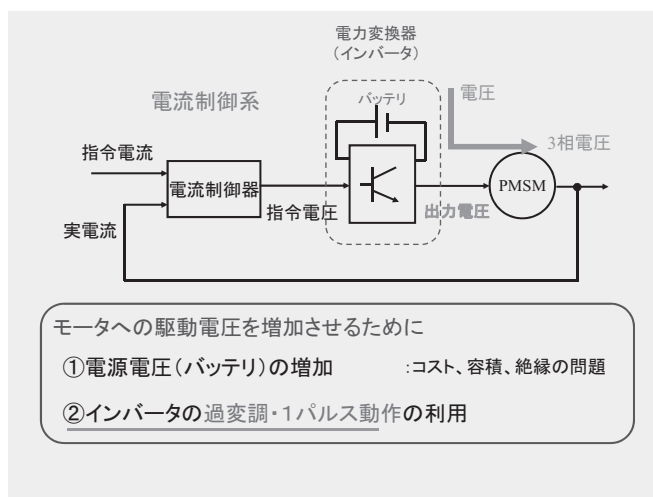 電力変換器
(インバータ)
電流制御系
バッテリ
電圧
3相電圧
指令電流
電流制御器
PMSM
指令電圧
出力電圧
実電流
モータへの駆動電圧を増加させるために
①電源電圧(バッテリ)の増加 :コスト、容積、絶縁の問題
②インバータの過変調・1パルス動作の利用